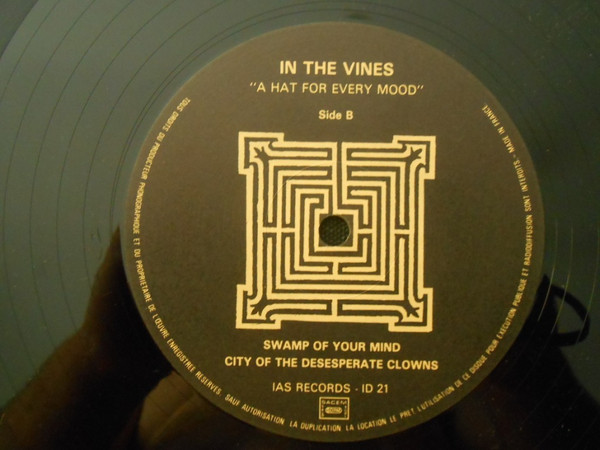 IN THE VINES
"A HAT FOR EVERY MOOD"
Side B
SWAMP OF YOUR MIND
CITY OF THE DESESPERATE CLOWNS
IAS RECORDS - ID 21
SACEM
TOUS DROITS DU PRODUCTEUR PHONOGRAPHIQUE ET DU PROPRIETAIRE DE L'ŒUVRE ENREGISTREE RESERVES. SAUF AUTORISATION LA DUPLICATION LA LOCATION LE PRET L'UTILISATION DE CE DISQUE POUR EXECUTION PUBLIQUE ET RADIODIFFUSION SONT INTERDITS - MADE IN FRANCE